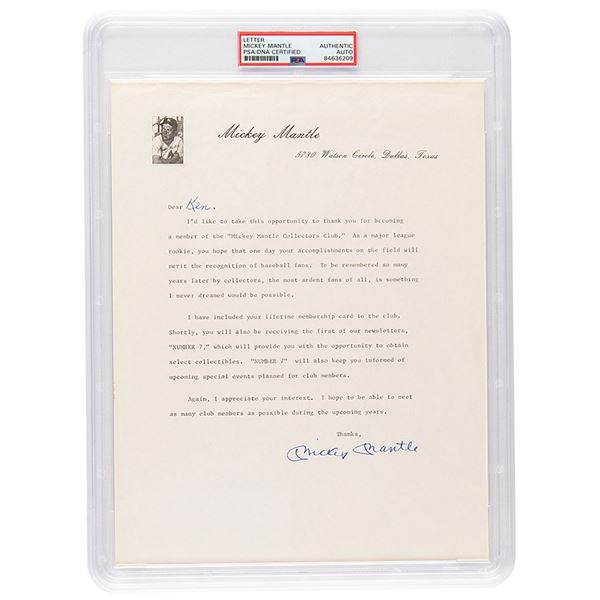 LETTER
MICKEY MANTLE
PSA/DNA CERTIFIED
AUTHENTIC
AUTO
PSA
84636209
Mickey Mantle
5730 Watson Circle, Dallas, Texas
Dear Ken.
I'd like to take this opportunity to thank you for becoming
a member of the "Mickey Mantle Collectors Club." As a major league
rookie, you hope that one day your accomplishments on the field will
merit the recognition of baseball fans. To be remembered so many
years later by collectors, the most ardent fans of all, is something
I never dreamed would be possible.
I have included your lifetime membership card to the club.
Shortly, you will also be receiving the first of our newsletters,
"NUMBER 7," which will provide you with the opportunity to obtain
select collectibles. "NUMBER 7" will also keep you informed of
upcoming special events planned for club members.
Again, I appreciate your interest. I hope to be able to meet
as many club members as possible during the upcoming years.
Thanks,
Mickey Mantle